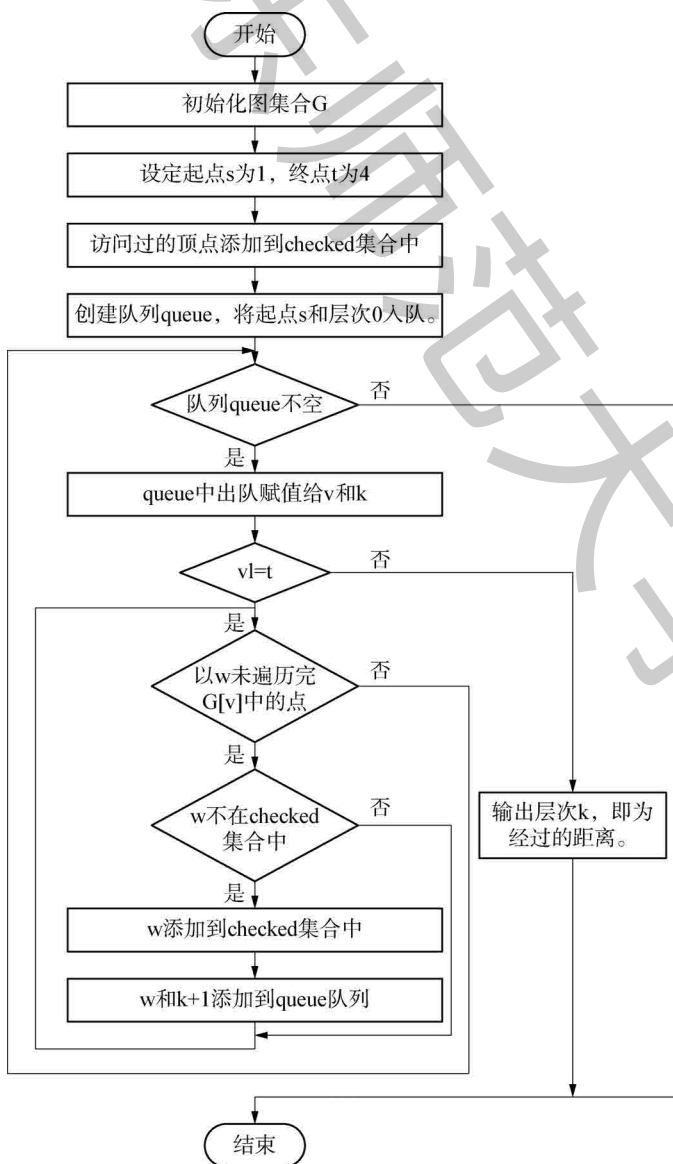 开始
初始化图集合G
设定起点s为1，终点t为4
访问过的顶点添加到checked集合中
创建队列queue，将起点s和层次0入队。
队列queue不空
否
是
queue中出队赋值给v和k
vl=t
否
是
以w未遍历完
G[v]中的点
否
是
w不在checked
集合中
否
输出层次k，即为
经过的距离。
是
w添加到checked集合中
w和k+1添加到queue队列
结束
师范大